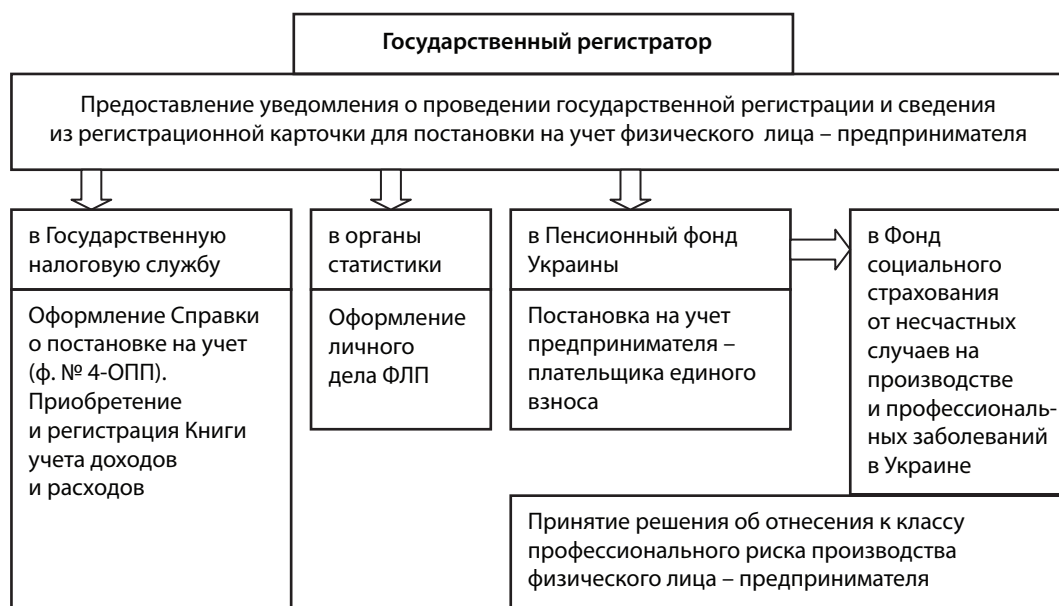 Государственный регистратор
Предоставление уведомления о проведении государственной регистрации и сведения
из регистрационной карточки для постановки на учет физического лица – предпринимателя
в Государственную
налоговую службу
Оформление Справки
о постановке на учет
(ф. № 4-ОПП).
Приобретение
и регистрация Книги
учета доходов
и расходов
в органы
статистики
Оформление
личного
дела ФЛП
в Пенсионный фонд
Украины
Постановка на учет
предпринимателя –
плательщика единого
взноса
в Фонд
социального
страхования
от несчастных
случаев на
производстве
и профессиональ-
ных заболеваний
в Украине
Принятие решения об отнесения к классу
профессионального риска производства
физического лица – предпринимателя